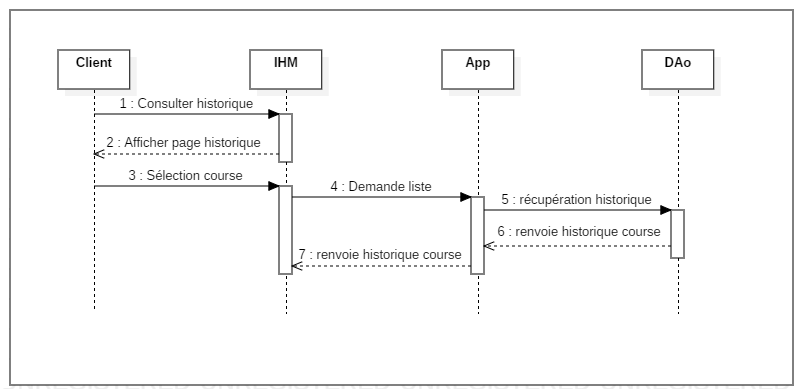 Client
IHM
App
DAo
1 : Consulter historique
2 : Afficher page historique
3 : Sélection course
4 : Demande liste
5 : récupération historique
6 : renvoie historique course
7 : renvoie historique course